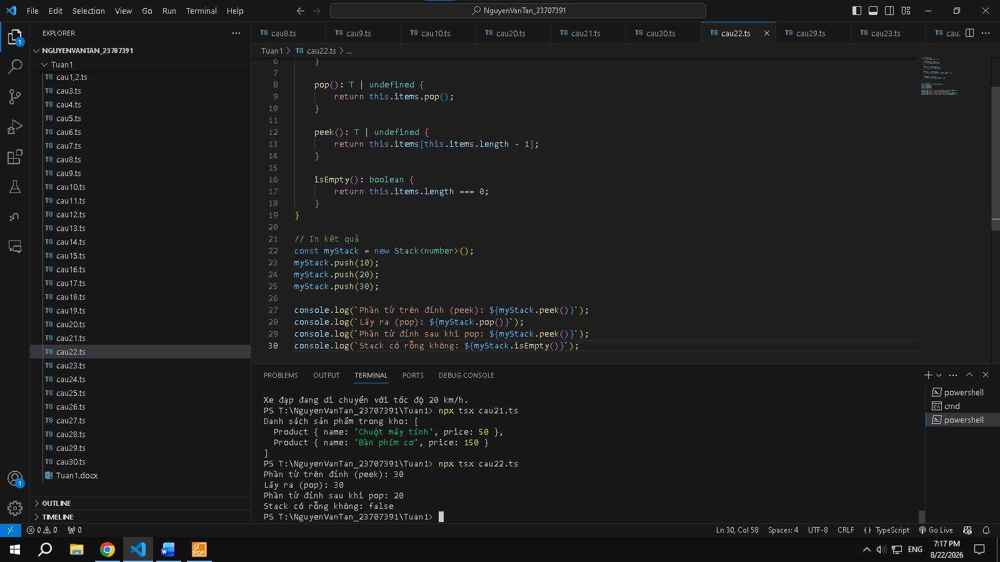 File Edit Selection View Go Run Terminal Help
NguyenVanTan_23707391
EXPLORER
NGUYENVANTAN_23707391
Tuan1
cau1,2.ts
cau3.ts
cau4.ts
cau5.ts
cau6.ts
cau7.ts
cau8.ts
cau9.ts
cau10.ts
cau11.ts
cau12.ts
cau13.ts
cau14.ts
cau15.ts
cau16.ts
cau17.ts
cau18.ts
cau19.ts
cau20.ts
cau21.ts
cau22.ts
cau23.ts
cau24.ts
cau25.ts
cau26.ts
cau27.ts
cau28.ts
cau29.ts
cau30.ts
Tuan1.docx
OUTLINE
TIMELINE
TS cau8.ts TS cau9.ts TS cau10.ts TS cau20.ts TS cau21.ts TS cau30.ts TS cau22.ts TS cau29.ts TS cau23.ts TS cau
Tuan1 > TS cau22.ts > ...
6 }
7
8 pop(): T | undefined {
9 return this.items.pop();
10 }
11
12 peek(): T | undefined {
13 return this.items[this.items.length - 1];
14 }
15
16 isEmpty(): boolean {
17 return this.items.length === 0;
18 }
19 }
20
21 // In kết quả
22 const myStack = new Stack<number>();
23 myStack.push(10);
24 myStack.push(20);
25 myStack.push(30);
26
27 console.log(`Phần tử trên đỉnh (peek): ${myStack.peek()}`);
28 console.log(`Lấy ra (pop): ${myStack.pop()}`);
29 console.log(`Phần tử đỉnh sau khi pop: ${myStack.peek()}`);
30 console.log(`Stack có rỗng không: ${myStack.isEmpty()}`);
PROBLEMS OUTPUT TERMINAL PORTS DEBUG CONSOLE
Xe đạp đang di chuyển với tốc độ 20 km/h.
PS T:\NguyenVanTan_23707391\Tuan1> npx tsx cau21.ts
Danh sách sản phẩm trong kho: [
Product { name: 'Chuột máy tính', price: 50 },
Product { name: 'Bàn phím cơ', price: 150 }
]
PS T:\NguyenVanTan_23707391\Tuan1> npx tsx cau22.ts
Phần tử trên đỉnh (peek): 30
Lấy ra (pop): 30
Phần tử đỉnh sau khi pop: 20
Stack có rỗng không: false
PS T:\NguyenVanTan_23707391\Tuan1>
powershell
cmd
powershell
0 0 0 Ln 30, Col 58 Spaces: 4 UTF-8 CRLF {} TypeScript Go Live
ENG 7:17 PM
8/22/2026